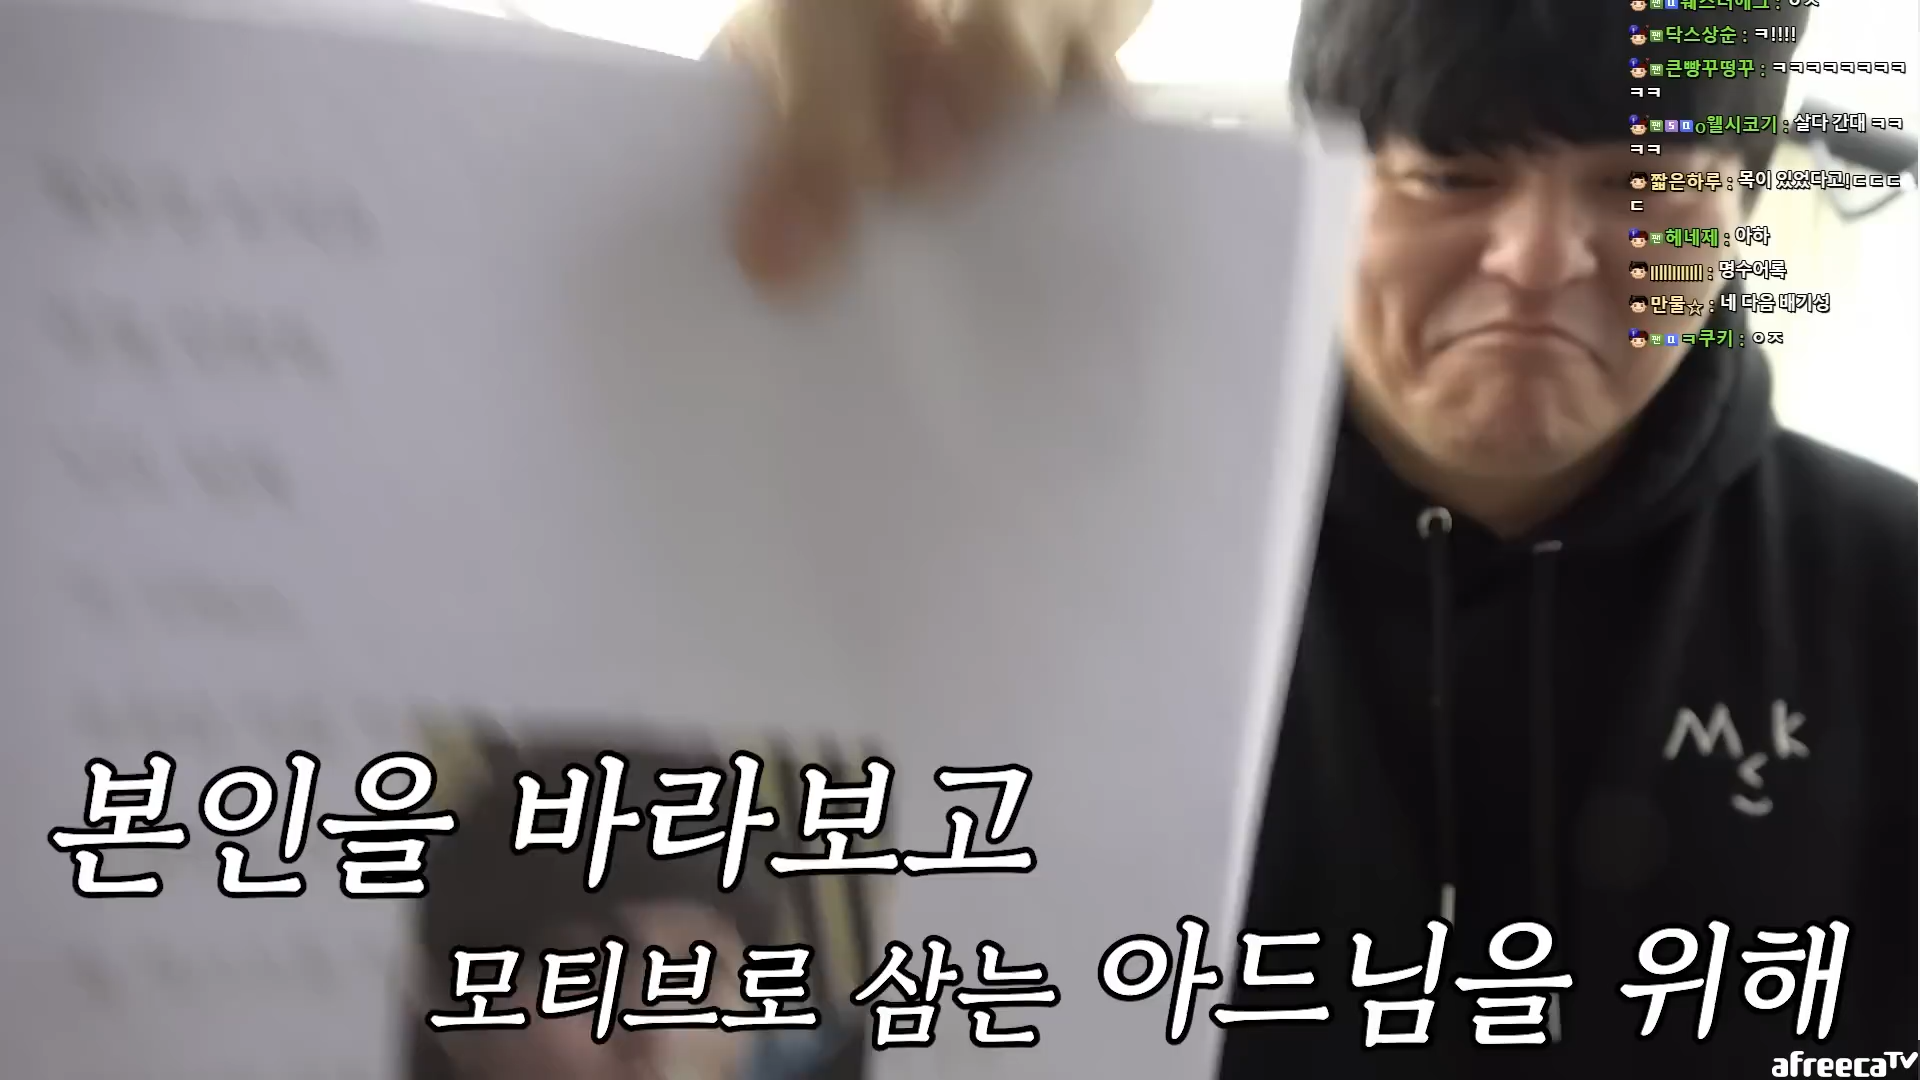 퀘스터에그 : ㅇㅈ
닥스상순 : ㅋ!!!!
큰빵꾸떵꾸 : ㅋㅋㅋㅋㅋㅋㅋㅋ
ㅋㅋ
o웰시코기 : 살다 간대 ㅋㅋ
ㅋㅋ
짧은하루 : 목이 있었다고!ㄷㄷㄷ
ㄷ
헤네제 : 아하
명수어록
만물☆ : 네 다음 배기성
ㅋ쿠키 : ㅇㅈ
MSK
본인을 바라보고
모티브로 삼는 아드님을 위해
afreecaTV